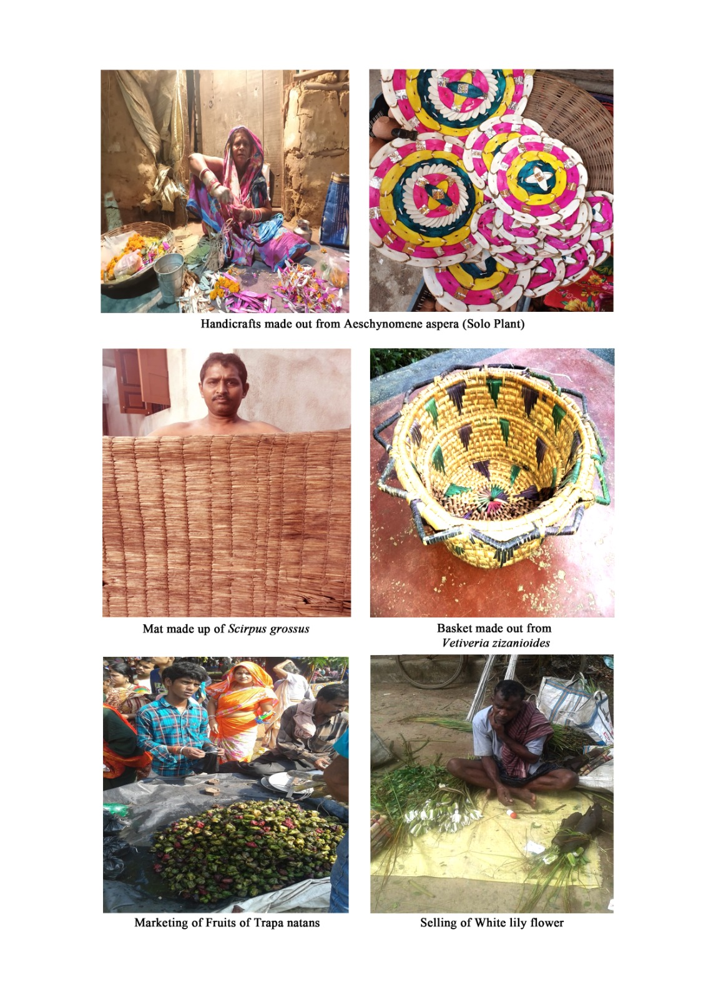 Handicrafts made out from Aeschynomene aspera (Solo Plant)
Mat made up of Scirpus grossus
Basket made out from
Vetiveria zizanioides
Marketing of Fruits of Trapa natans
Selling of White lily flower